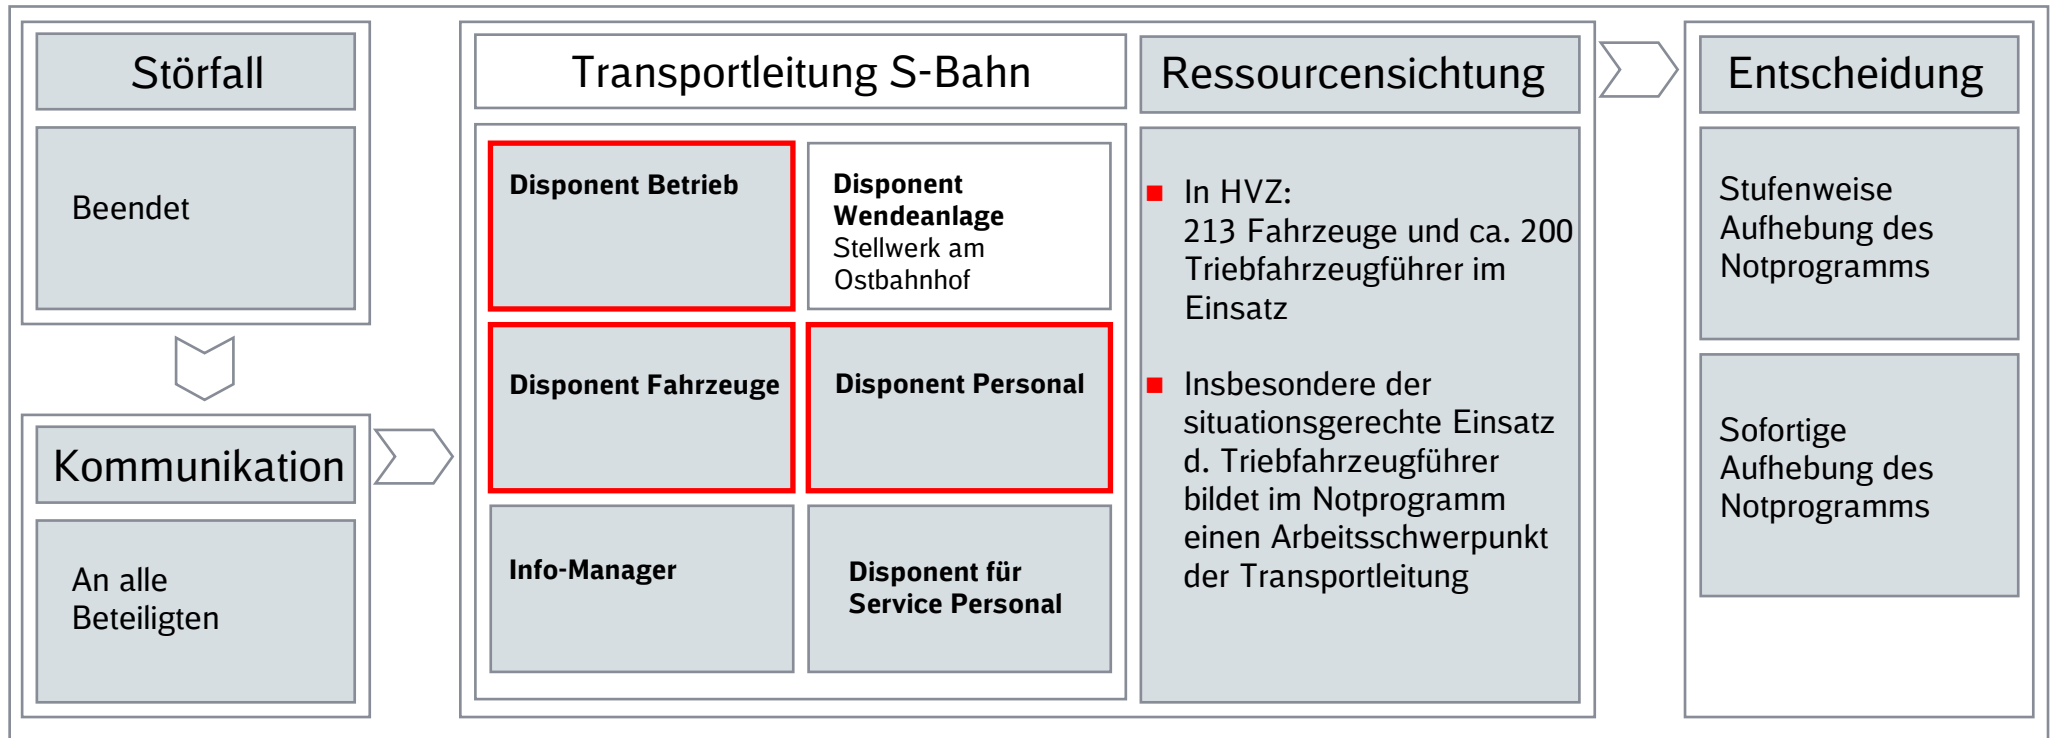 Störfall
Beendet
Kommunikation
An alle
Beteiligten
Transportleitung S-Bahn
Disponent Betrieb
Disponent
Wendeanlage
Stellwerk am
Ostbahnhof
Disponent Fahrzeuge
Disponent Personal
Info-Manager
Disponent für
Service Personal
Ressourcensichtung
In HVZ:
213 Fahrzeuge und ca. 200
Triebfahrzeugführer im
Einsatz
Insbesondere der
situationsgerechte Einsatz
d. Triebfahrzeugführer
bildet im Notprogramm
einen Arbeitsschwerpunkt
der Transportleitung
Entscheidung
Stufenweise
Aufhebung des
Notprogramms
Sofortige
Aufhebung des
Notprogramms